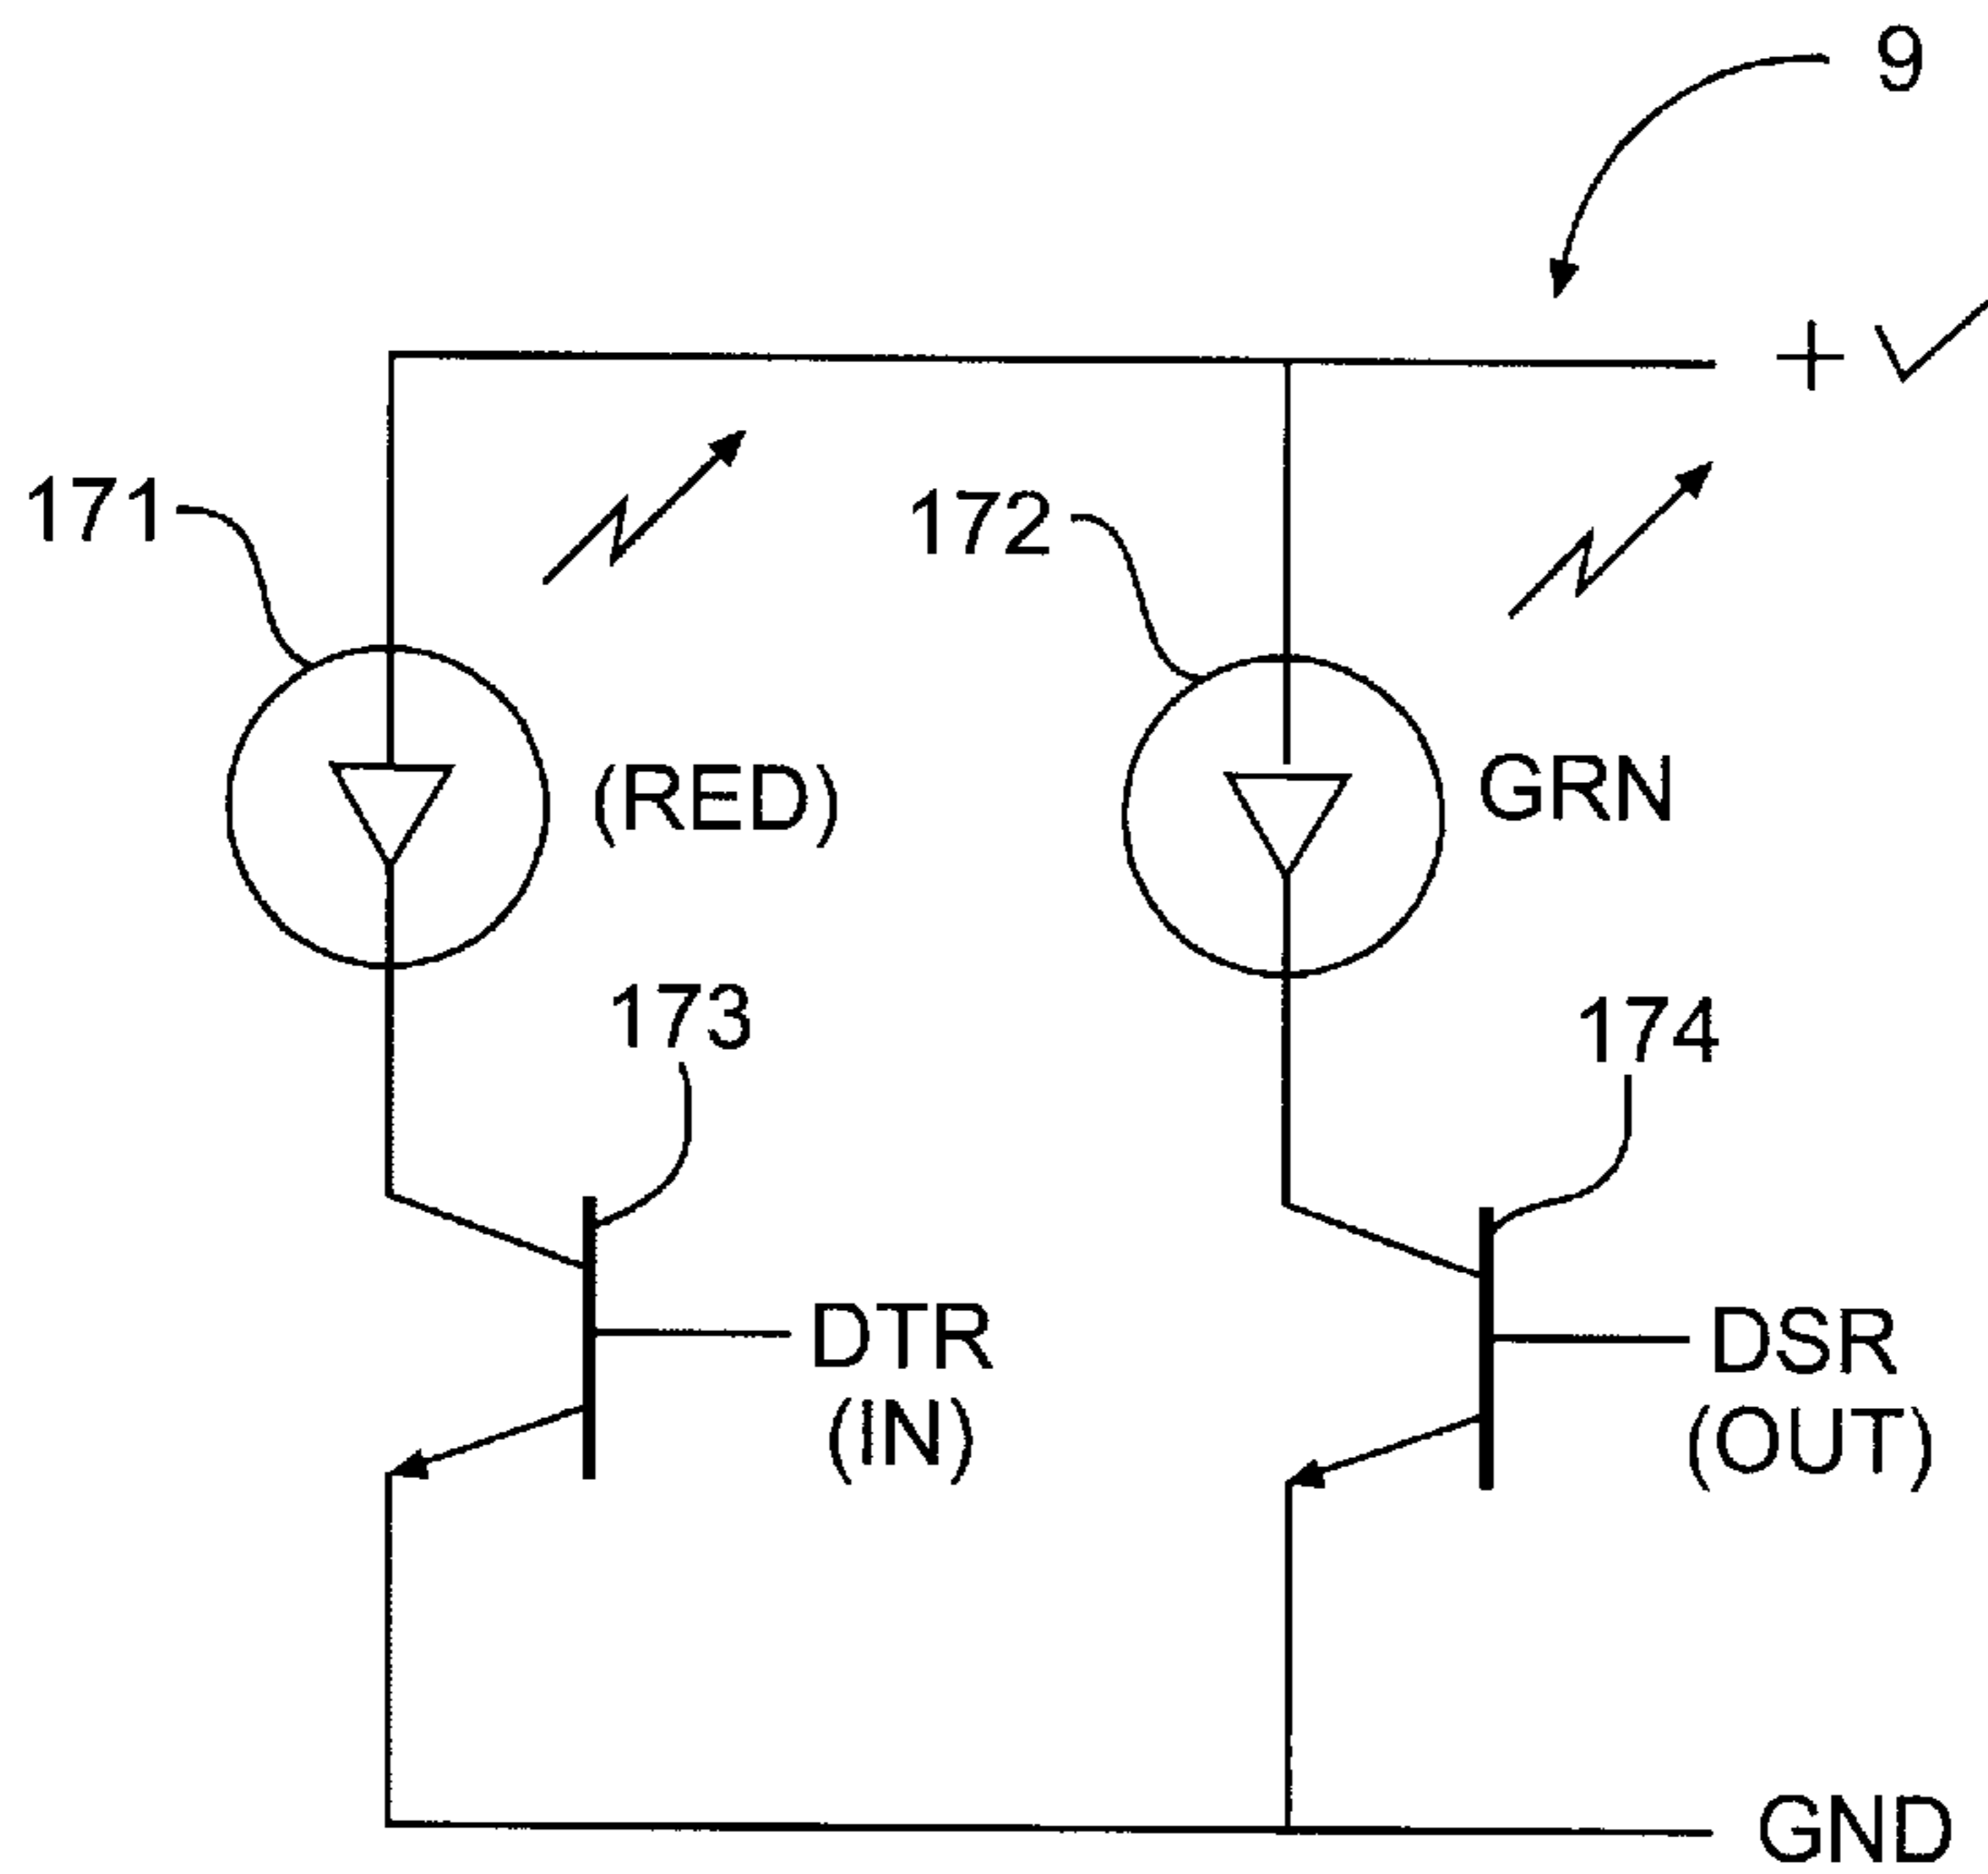 9
+ V
171
172
(RED)
GRN
173
174
DTR
(IN)
DSR
(OUT)
GND